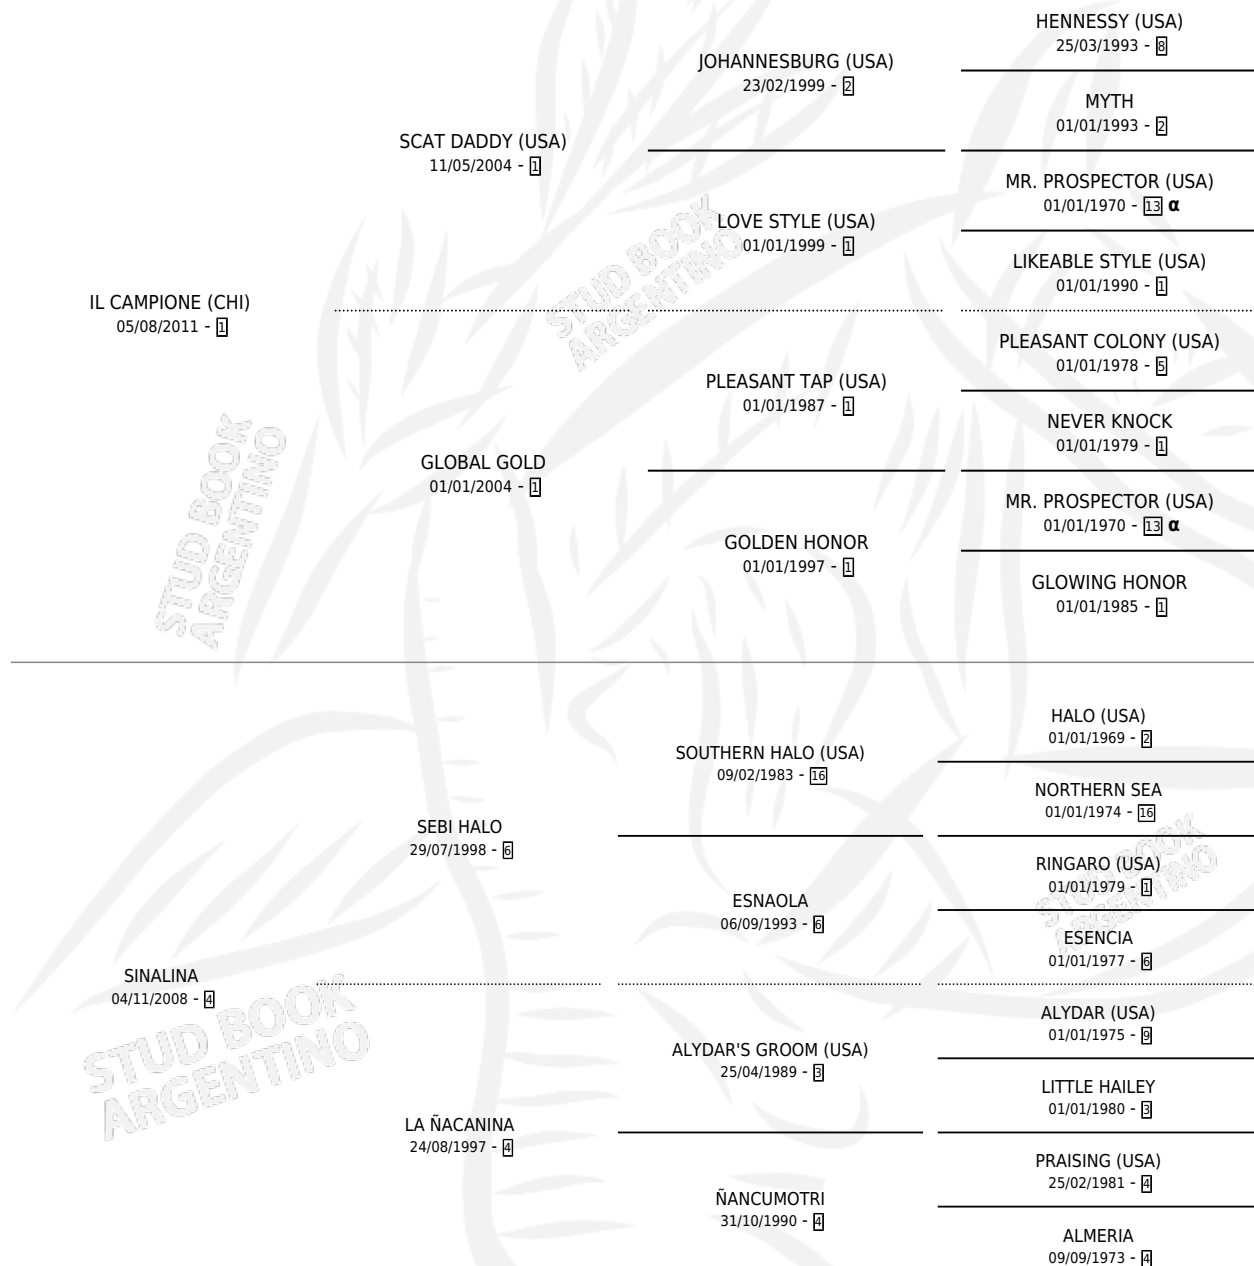 HENNESSY (USA)
25/03/1993 - 8
JOHANNESBURG (USA)
23/02/1999 - 2
MYTH
01/01/1993 - 2
SCAT DADDY (USA)
11/05/2004 - 1
MR. PROSPECTOR (USA)
01/01/1970 - 13 α
LOVE STYLE (USA)
01/01/1999 - 1
LIKEABLE STYLE (USA)
01/01/1990 - 1
IL CAMPIONE (CHI)
05/08/2011 - 1
PLEASANT COLONY (USA)
01/01/1978 - 5
PLEASANT TAP (USA)
01/01/1987 - 1
NEVER KNOCK
01/01/1979 - 1
GLOBAL GOLD
01/01/2004 - 1
MR. PROSPECTOR (USA)
01/01/1970 - 13 α
GOLDEN HONOR
01/01/1997 - 1
GLOWING HONOR
01/01/1985 - 1
HALO (USA)
01/01/1969 - 2
SOUTHERN HALO (USA)
09/02/1983 - 16
NORTHERN SEA
01/01/1974 - 16
SEBI HALO
29/07/1998 - 6
RINGARO (USA)
01/01/1979 - 1
ESNAOLA
06/09/1993 - 6
ESENCIA
01/01/1977 - 6
SINALINA
04/11/2008 - 4
ALYDAR (USA)
01/01/1975 - 9
ALYDAR'S GROOM (USA)
25/04/1989 - 3
LITTLE HAILEY
01/01/1980 - 3
LA ÑACANINA
24/08/1997 - 4
PRAISING (USA)
25/02/1981 - 4
ÑANCUMOTRI
31/10/1990 - 4
ALMERIA
09/09/1973 - 4
STUD BOOK
ARGENTINO
STUD BOOK
ARGENTINO
STUD BOOK
ARGENTINO
STUD BOOK
ARGENTINO